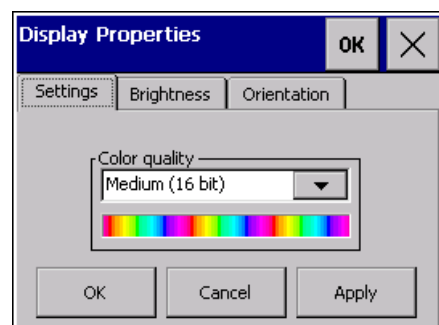 Display Properties OK
Settings Brightness Orientation
Color quality
Medium (16 bit)
OK Cancel Apply